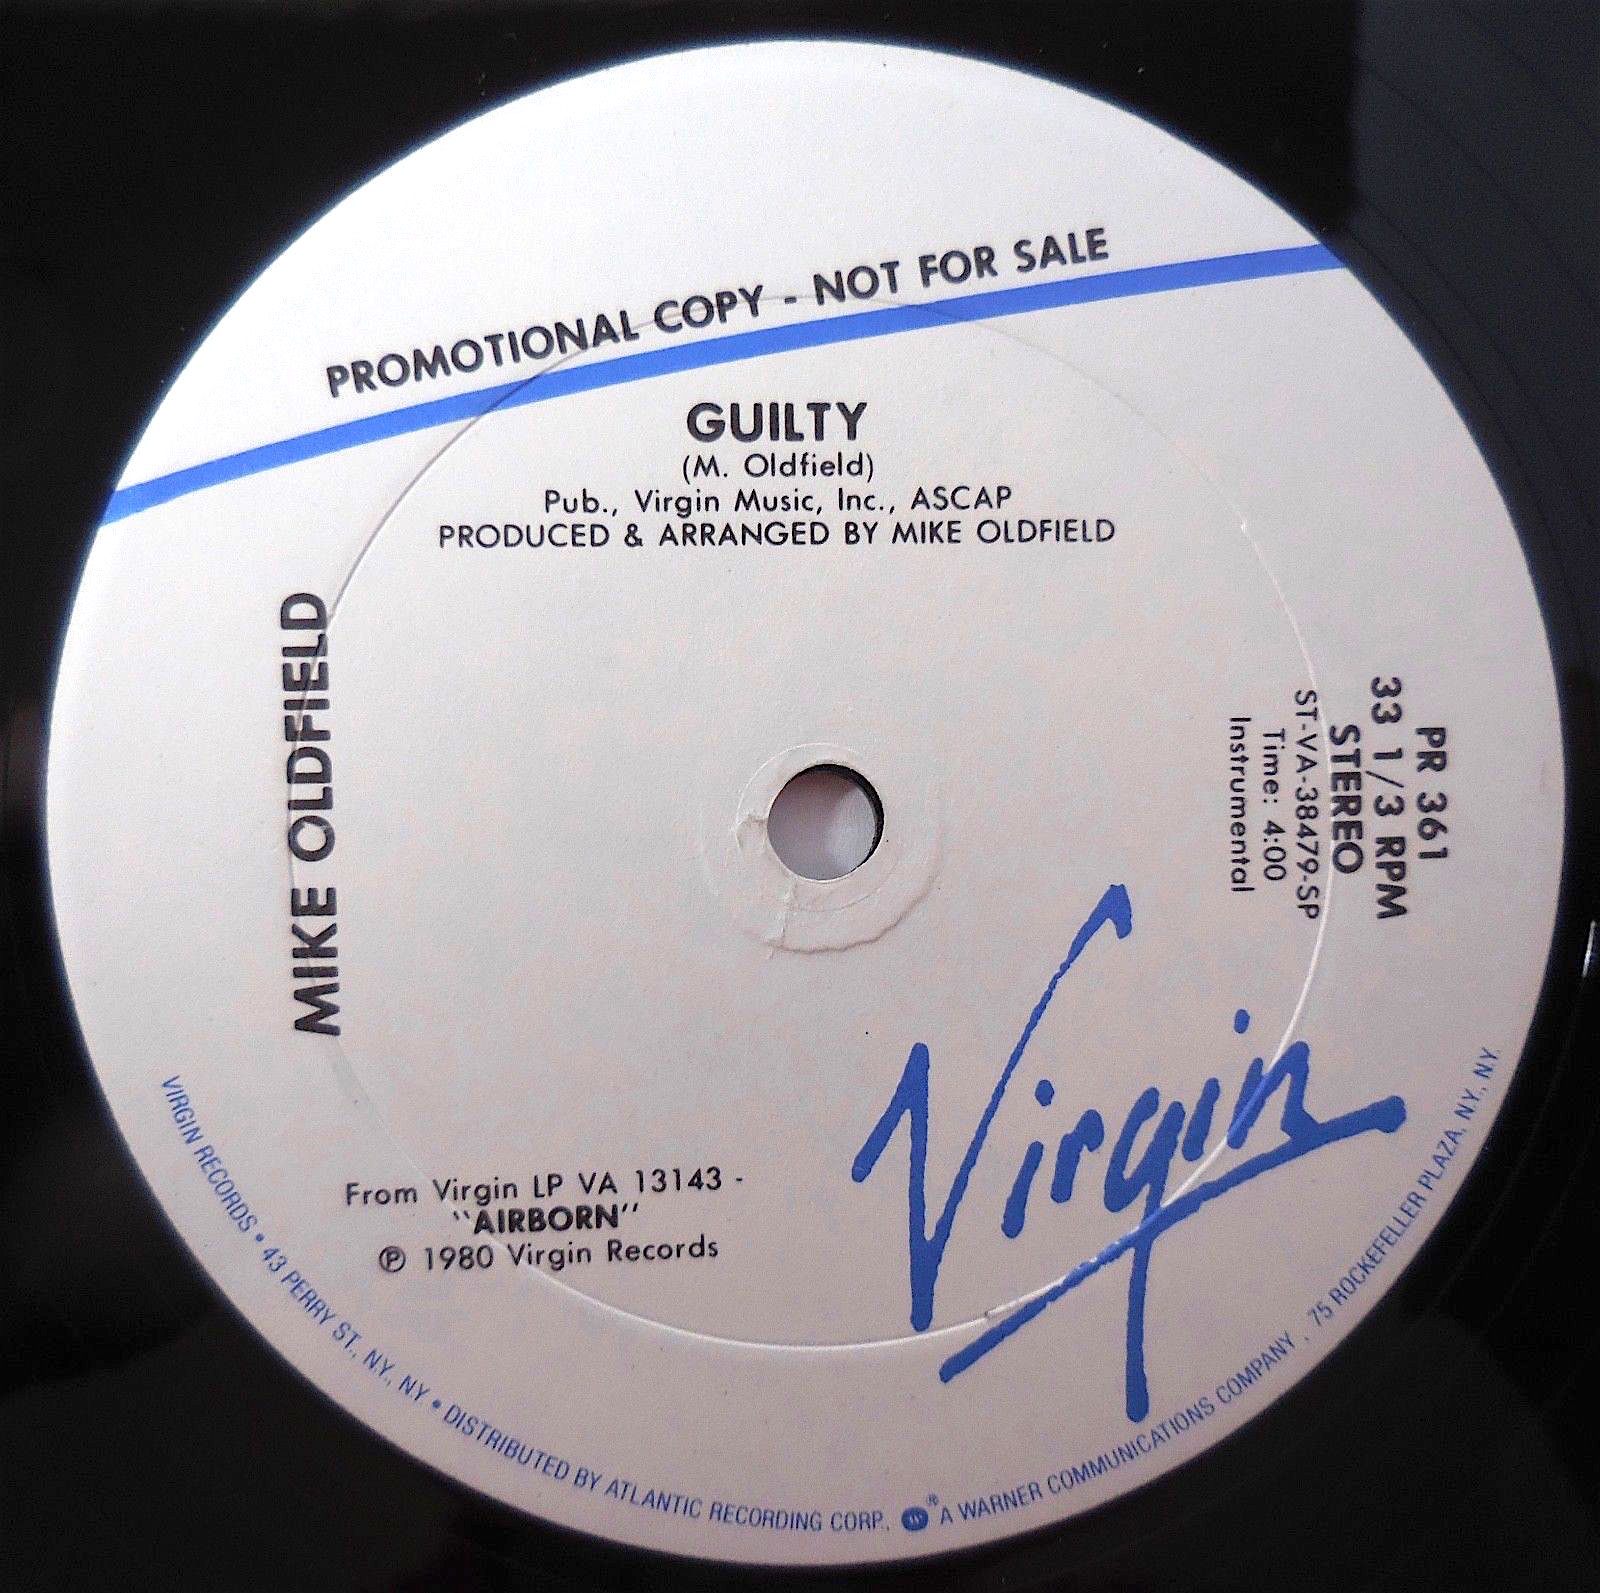 PROMOTIONAL COPY - NOT FOR SALE
GUILTY
(M. Oldfield)
Pub., Virgin Music, Inc., ASCAP
PRODUCED & ARRANGED BY MIKE OLDFIELD
MIKE OLDFIELD
PR 361
33 1/3 RPM
STEREO
ST-VA-38479-SP
Time: 4:00
Instrumental
Virgin
From Virgin LP VA 13143 -
"AIRBORN"
℗ 1980 Virgin Records
VIRGIN RECORDS • 43 PERRY ST., N.Y., NY • DISTRIBUTED BY ATLANTIC RECORDING CORP. ® A WARNER COMMUNICATIONS COMPANY . 75 ROCKEFELLER PLAZA, N.Y., N.Y.